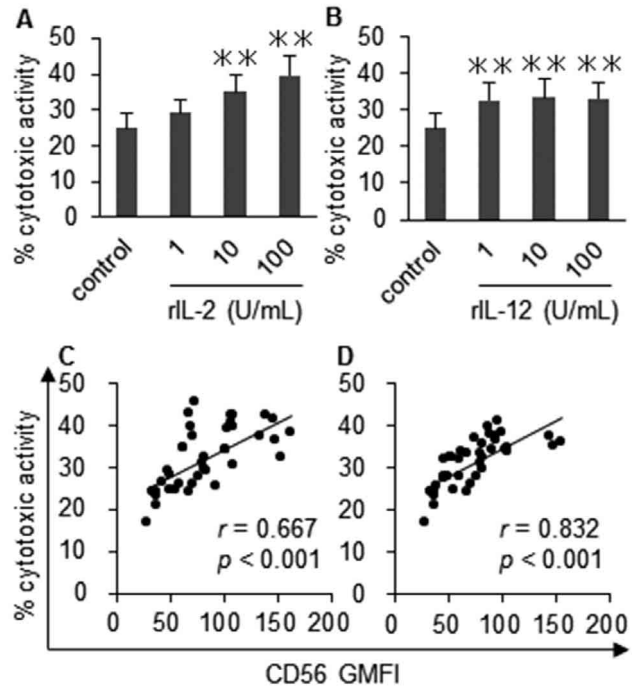 A
B
% cytotoxic activity
50
40
30
20
10
0
** **
control 1 10 100
rIL-2 (U/mL)
% cytotoxic activity
50
40
30
20
10
0
** ** **
control 1 10 100
rIL-12 (U/mL)
C
D
% cytotoxic activity
50
40
30
20
10
0
r = 0.667
p < 0.001
0 50 100 150 200
50
40
30
20
10
0
r = 0.832
p < 0.001
0 50 100 150 200
CD56 GMFI